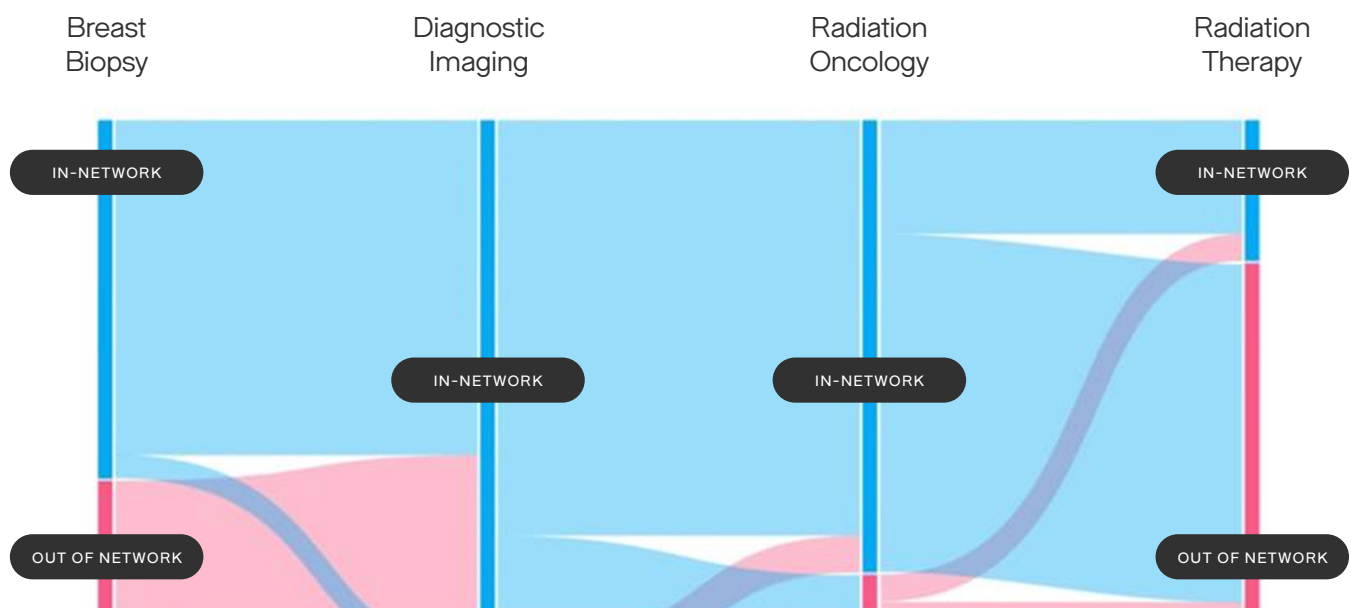 Breast
Biopsy
Diagnostic
Imaging
Radiation
Oncology
Radiation
Therapy
IN-NETWORK
IN-NETWORK
IN-NETWORK
IN-NETWORK
OUT OF NETWORK
OUT OF NETWORK